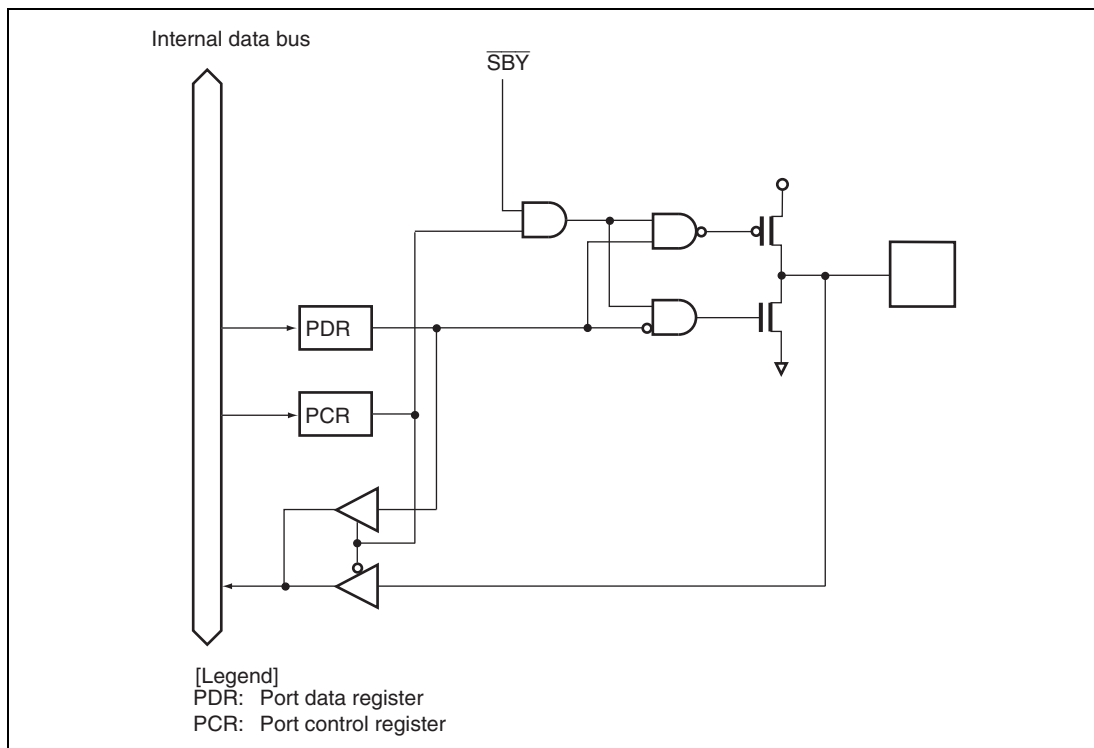 Internal data bus
SBY
PDR
PCR
[Legend]
PDR: Port data register
PCR: Port control register